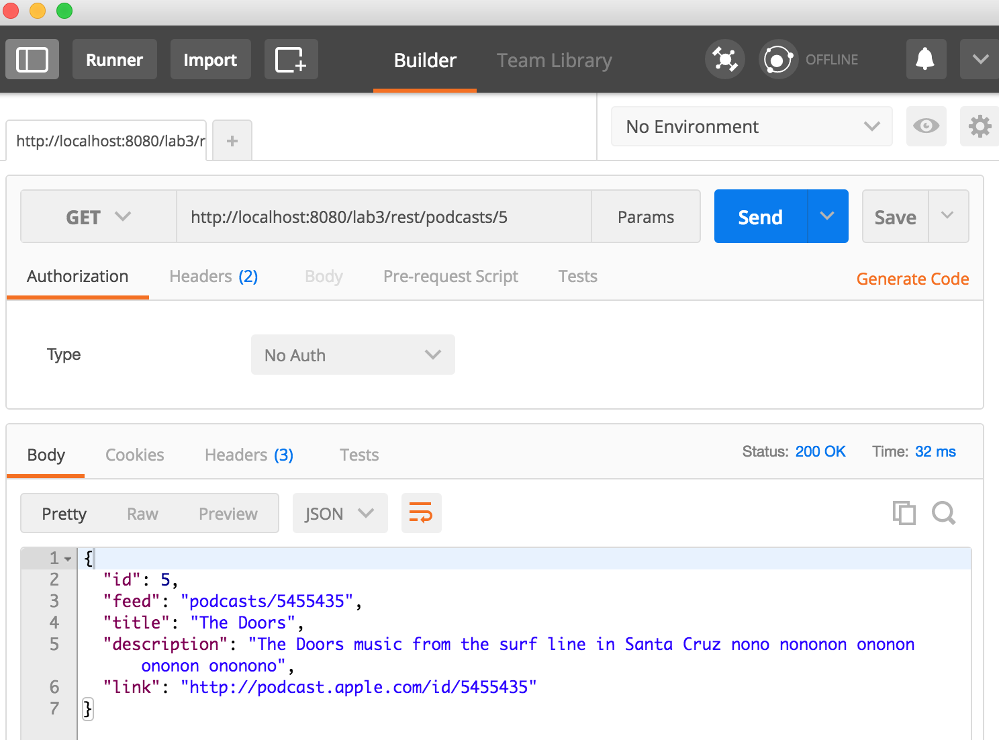 Runner Import Builder Team Library OFFLINE
http://localhost:8080/lab3/r + No Environment
GET http://localhost:8080/lab3/rest/podcasts/5 Params Send Save
Authorization Headers (2) Body Pre-request Script Tests Generate Code
Type No Auth
Body Cookies Headers (3) Tests Status: 200 OK Time: 32 ms
Pretty Raw Preview JSON
1 {
2 "id": 5,
3 "feed": "podcasts/5455435",
4 "title": "The Doors",
5 "description": "The Doors music from the surf line in Santa Cruz nono nononon ononon
ononon ononono",
6 "link": "http://podcast.apple.com/id/5455435"
7 }